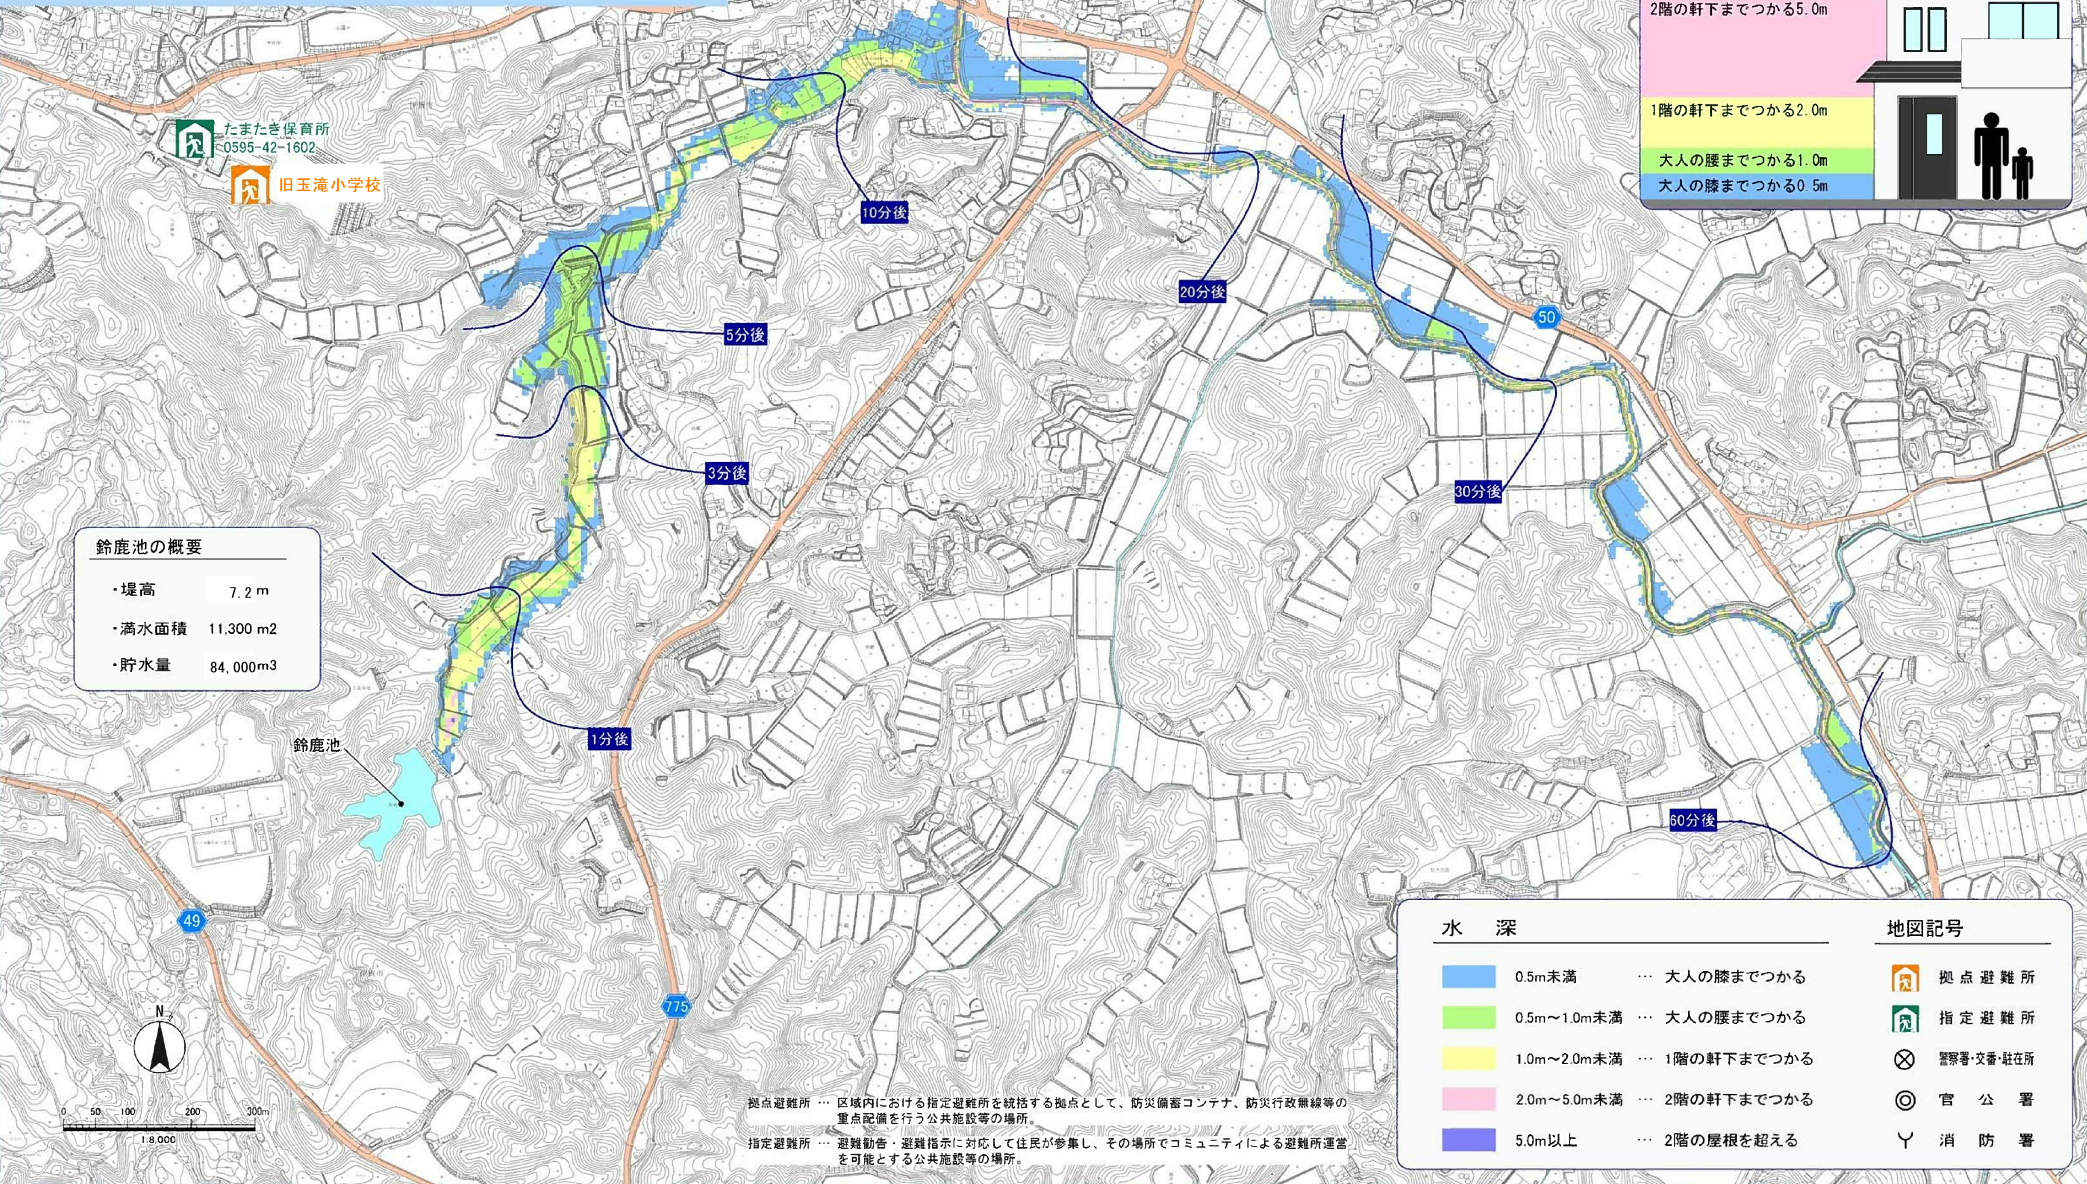 2階の軒下までつかる5.0m
1階の軒下までつかる2.0m
大人の腰までつかる1.0m
大人の膝までつかる0.5m
たまたき保育所
0595-42-1602
旧玉滝小学校
10分後
20分後
5分後
50
3分後
30分後
鈴鹿池の概要
・堤高 7.2 m
・満水面積 11,300 m2
・貯水量 84,000m3
1分後
鈴鹿池
60分後
49
775
N
0 50 100 200 300m
1:8,000
拠点避難所 … 区域内における指定避難所を統括する拠点として、防災備蓄コンテナ、防災行政無線等の
重点配備を行う公共施設等の場所。
指定避難所 … 避難勧告・避難指示に対応して住民が参集し、その場所でコミュニティによる避難所運営
を可能とする公共施設等の場所。
水 深
0.5m未満 … 大人の膝までつかる
0.5m～1.0m未満 … 大人の腰までつかる
1.0m～2.0m未満 … 1階の軒下までつかる
2.0m～5.0m未満 … 2階の軒下までつかる
5.0m以上 … 2階の屋根を超える
地図記号
拠点避難所
指定避難所
警察署・交番・駐在所
官公署
消防署